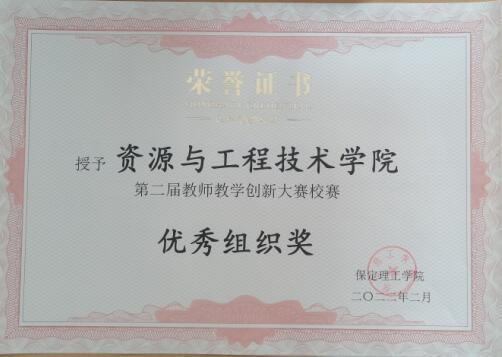 荣誉证书
授予 资源与工程技术学院
第二届教师教学创新大赛校赛
优秀组织奖
保定理工学院
二〇二二年二月